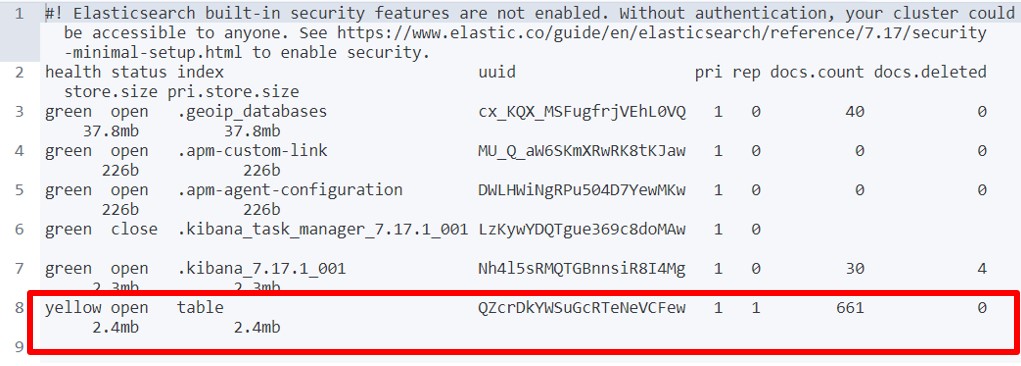 1 #! Elasticsearch built-in security features are not enabled. Without authentication, your cluster could
be accessible to anyone. See https://www.elastic.co/guide/en/elasticsearch/reference/7.17/security
-minimal-setup.html to enable security.
2 health status index uuid pri rep docs.count docs.deleted
store.size pri.store.size
3 green open .geoip_databases cx_KQX_MSFugfrjVEhL0VQ 1 0 40 0
37.8mb 37.8mb
4 green open .apm-custom-link MU_Q_aW6SKmXRwRK8tKJaw 1 0 0 0
226b 226b
5 green open .apm-agent-configuration DWLHWiNgRPu504D7YewMKw 1 0 0 0
226b 226b
6 green close .kibana_task_manager_7.17.1_001 LzKywYDQTgue369c8doMAw 1 0
7 green open .kibana_7.17.1_001 Nh4l5sRMQTGBnnsiR8I4Mg 1 0 30 4
2.3mb 2.3mb
8 yellow open table QZcrDkYWSuGcRTeNeVCFew 1 1 661 0
2.4mb 2.4mb
9